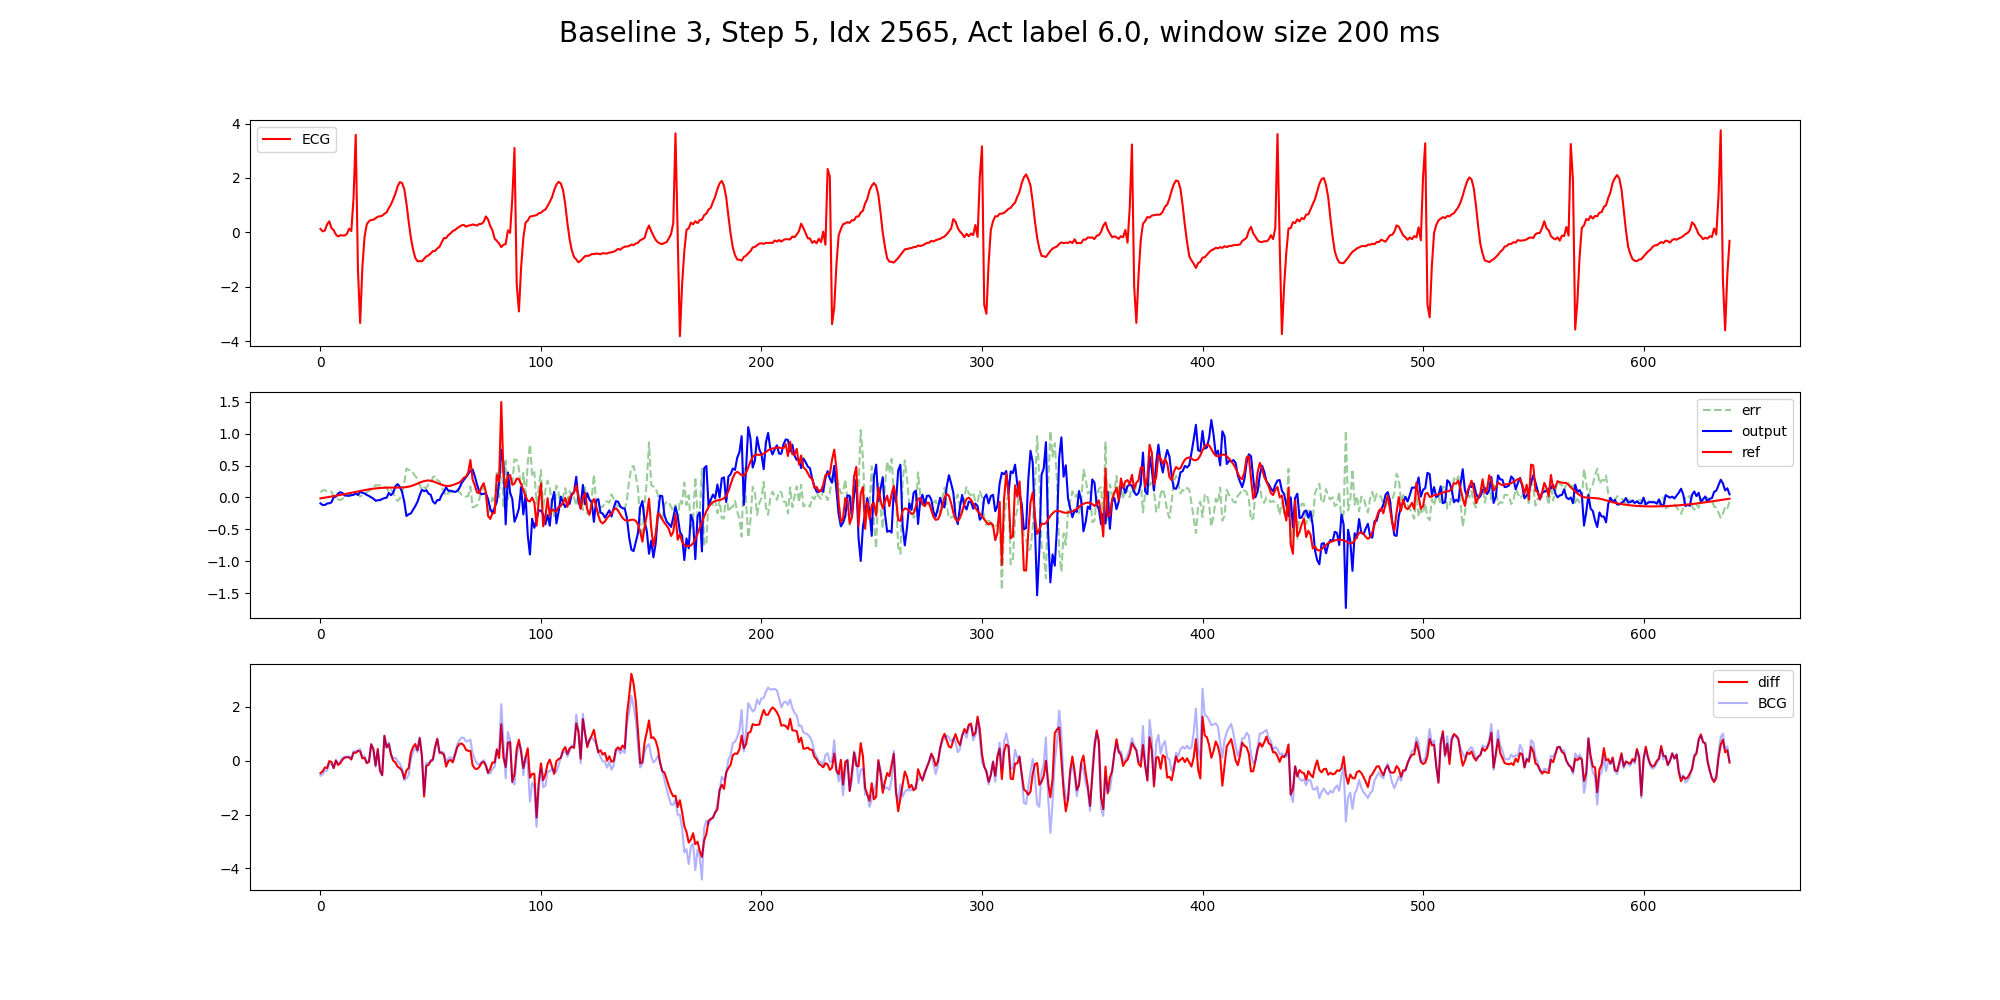 Baseline 3, Step 5, Idx 2565, Act label 6.0, window size 200 ms
ECG
4
2
0
−2
−4
0 100 200 300 400 500 600
err
output
ref
1.5
1.0
0.5
0.0
−0.5
−1.0
−1.5
0 100 200 300 400 500 600
diff
BCG
2
0
−2
−4
0 100 200 300 400 500 600